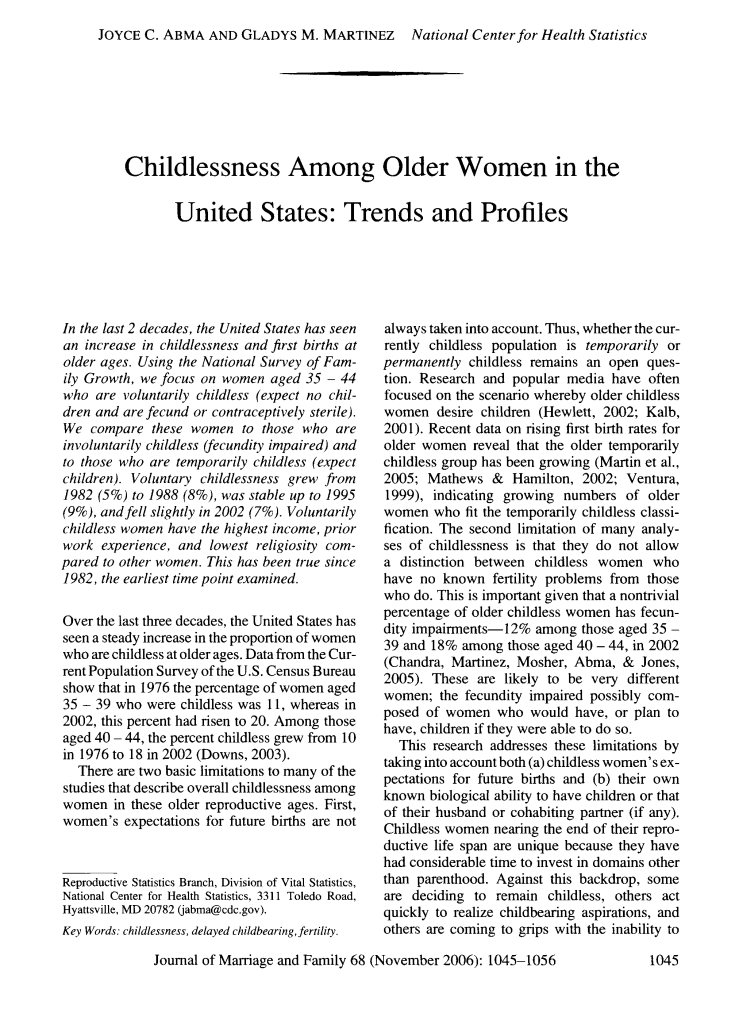 JOYCE C. ABMA AND GLADYS M. MARTINEZ National Center for Health Statistics
Childlessness Among Older Women in the
United States: Trends and Profiles
In the last 2 decades, the United States has seen
an increase in childlessness and first births at
older ages. Using the National Survey of Fam-
ily Growth, we focus on women aged 35 – 44
who are voluntarily childless (expect no chil-
dren and are fecund or contraceptively sterile).
We compare these women to those who are
involuntarily childless (fecundity impaired) and
to those who are temporarily childless (expect
children). Voluntary childlessness grew from
1982 (5%) to 1988 (8%), was stable up to 1995
(9%), and fell slightly in 2002 (7%). Voluntarily
childless women have the highest income, prior
work experience, and lowest religiosity com-
pared to other women. This has been true since
1982, the earliest time point examined.
Over the last three decades, the United States has
seen a steady increase in the proportion of women
who are childless at older ages. Data from the Cur-
rent Population Survey of the U.S. Census Bureau
show that in 1976 the percentage of women aged
35 – 39 who were childless was 11, whereas in
2002, this percent had risen to 20. Among those
aged 40 – 44, the percent childless grew from 10
in 1976 to 18 in 2002 (Downs, 2003).
There are two basic limitations to many of the
studies that describe overall childlessness among
women in these older reproductive ages. First,
women's expectations for future births are not
Reproductive Statistics Branch, Division of Vital Statistics,
National Center for Health Statistics, 3311 Toledo Road,
Hyattsville, MD 20782 (jabma@cdc.gov).
Key Words: childlessness, delayed childbearing, fertility.
always taken into account. Thus, whether the cur-
rently childless population is temporarily or
permanently childless remains an open ques-
tion. Research and popular media have often
focused on the scenario whereby older childless
women desire children (Hewlett, 2002; Kalb,
2001). Recent data on rising first birth rates for
older women reveal that the older temporarily
childless group has been growing (Martin et al.,
2005; Mathews & Hamilton, 2002; Ventura,
1999), indicating growing numbers of older
women who fit the temporarily childless classi-
fication. The second limitation of many analy-
ses of childlessness is that they do not allow
a distinction between childless women who
have no known fertility problems from those
who do. This is important given that a nontrivial
percentage of older childless women has fecun-
dity impairments—12% among those aged 35 –
39 and 18% among those aged 40 – 44, in 2002
(Chandra, Martinez, Mosher, Abma, & Jones,
2005). These are likely to be very different
women; the fecundity impaired possibly com-
posed of women who would have, or plan to
have, children if they were able to do so.
This research addresses these limitations by
taking into account both (a) childless women's ex-
pectations for future births and (b) their own
known biological ability to have children or that
of their husband or cohabiting partner (if any).
Childless women nearing the end of their repro-
ductive life span are unique because they have
had considerable time to invest in domains other
than parenthood. Against this backdrop, some
are deciding to remain childless, others act
quickly to realize childbearing aspirations, and
others are coming to grips with the inability to
Journal of Marriage and Family 68 (November 2006): 1045–1056 1045